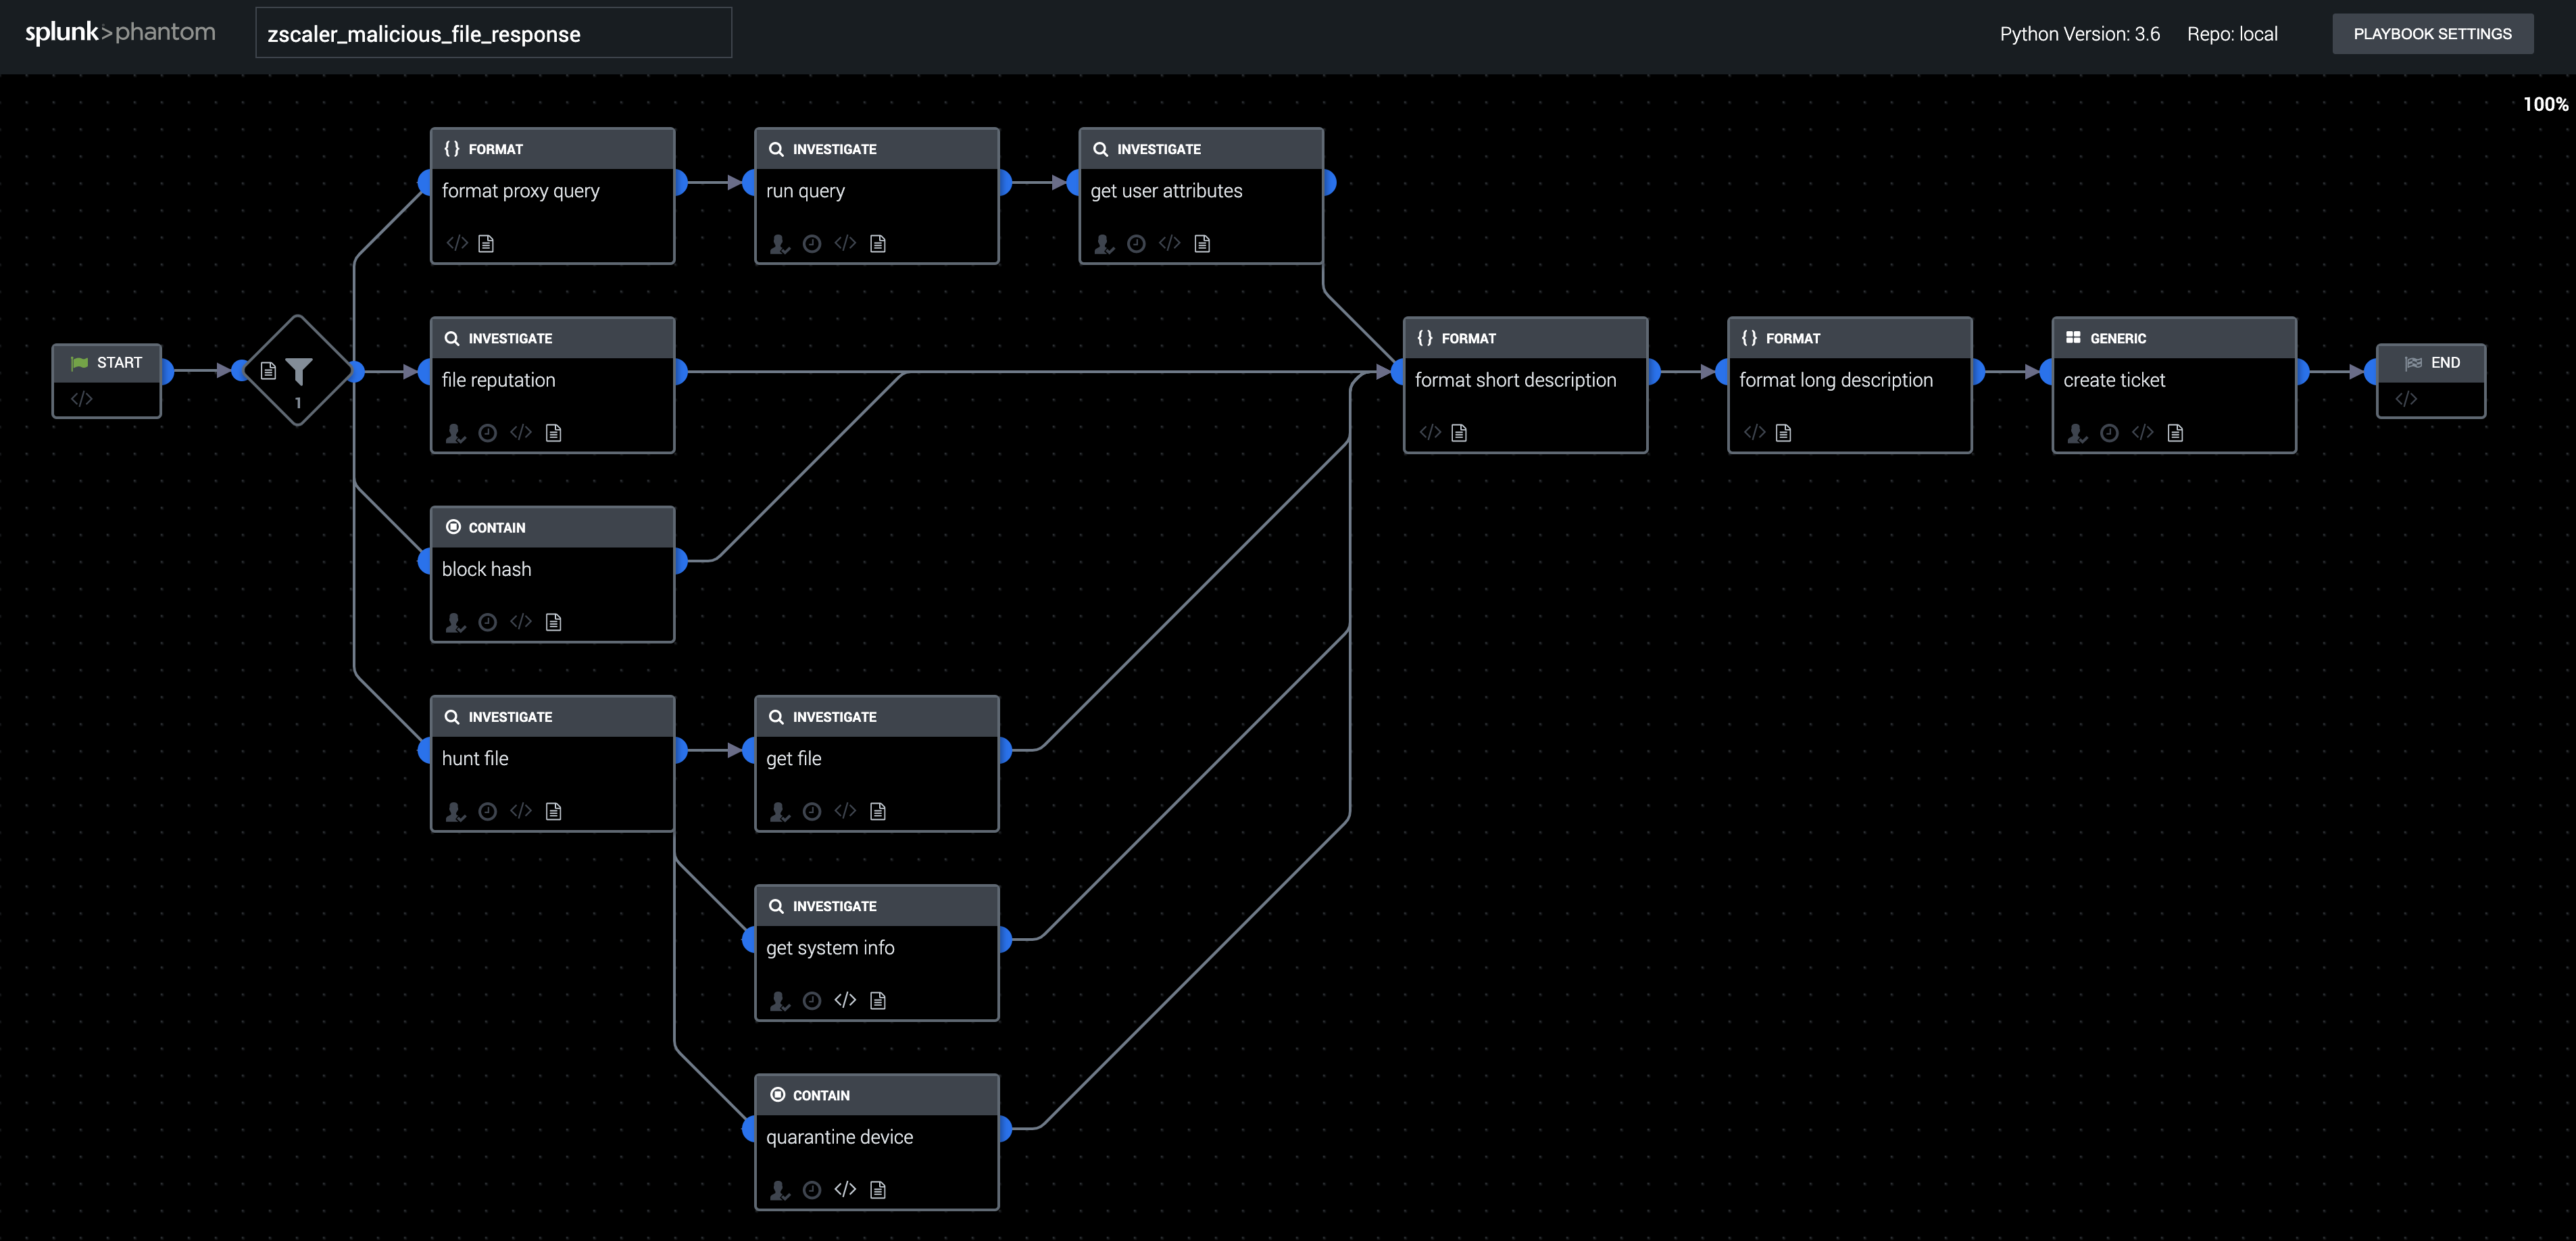 splunk>phantom
zscaler_malicious_file_response
Python Version: 3.6
Repo: local
PLAYBOOK SETTINGS
100%
{} FORMAT
format proxy query
</>
INVESTIGATE
run query
</>
INVESTIGATE
get user attributes
</>
START
</>
1
INVESTIGATE
file reputation
</>
{} FORMAT
format short description
</>
{} FORMAT
format long description
</>
GENERIC
create ticket
</>
END
</>
CONTAIN
block hash
</>
INVESTIGATE
hunt file
</>
INVESTIGATE
get file
</>
INVESTIGATE
get system info
</>
CONTAIN
quarantine device
</>